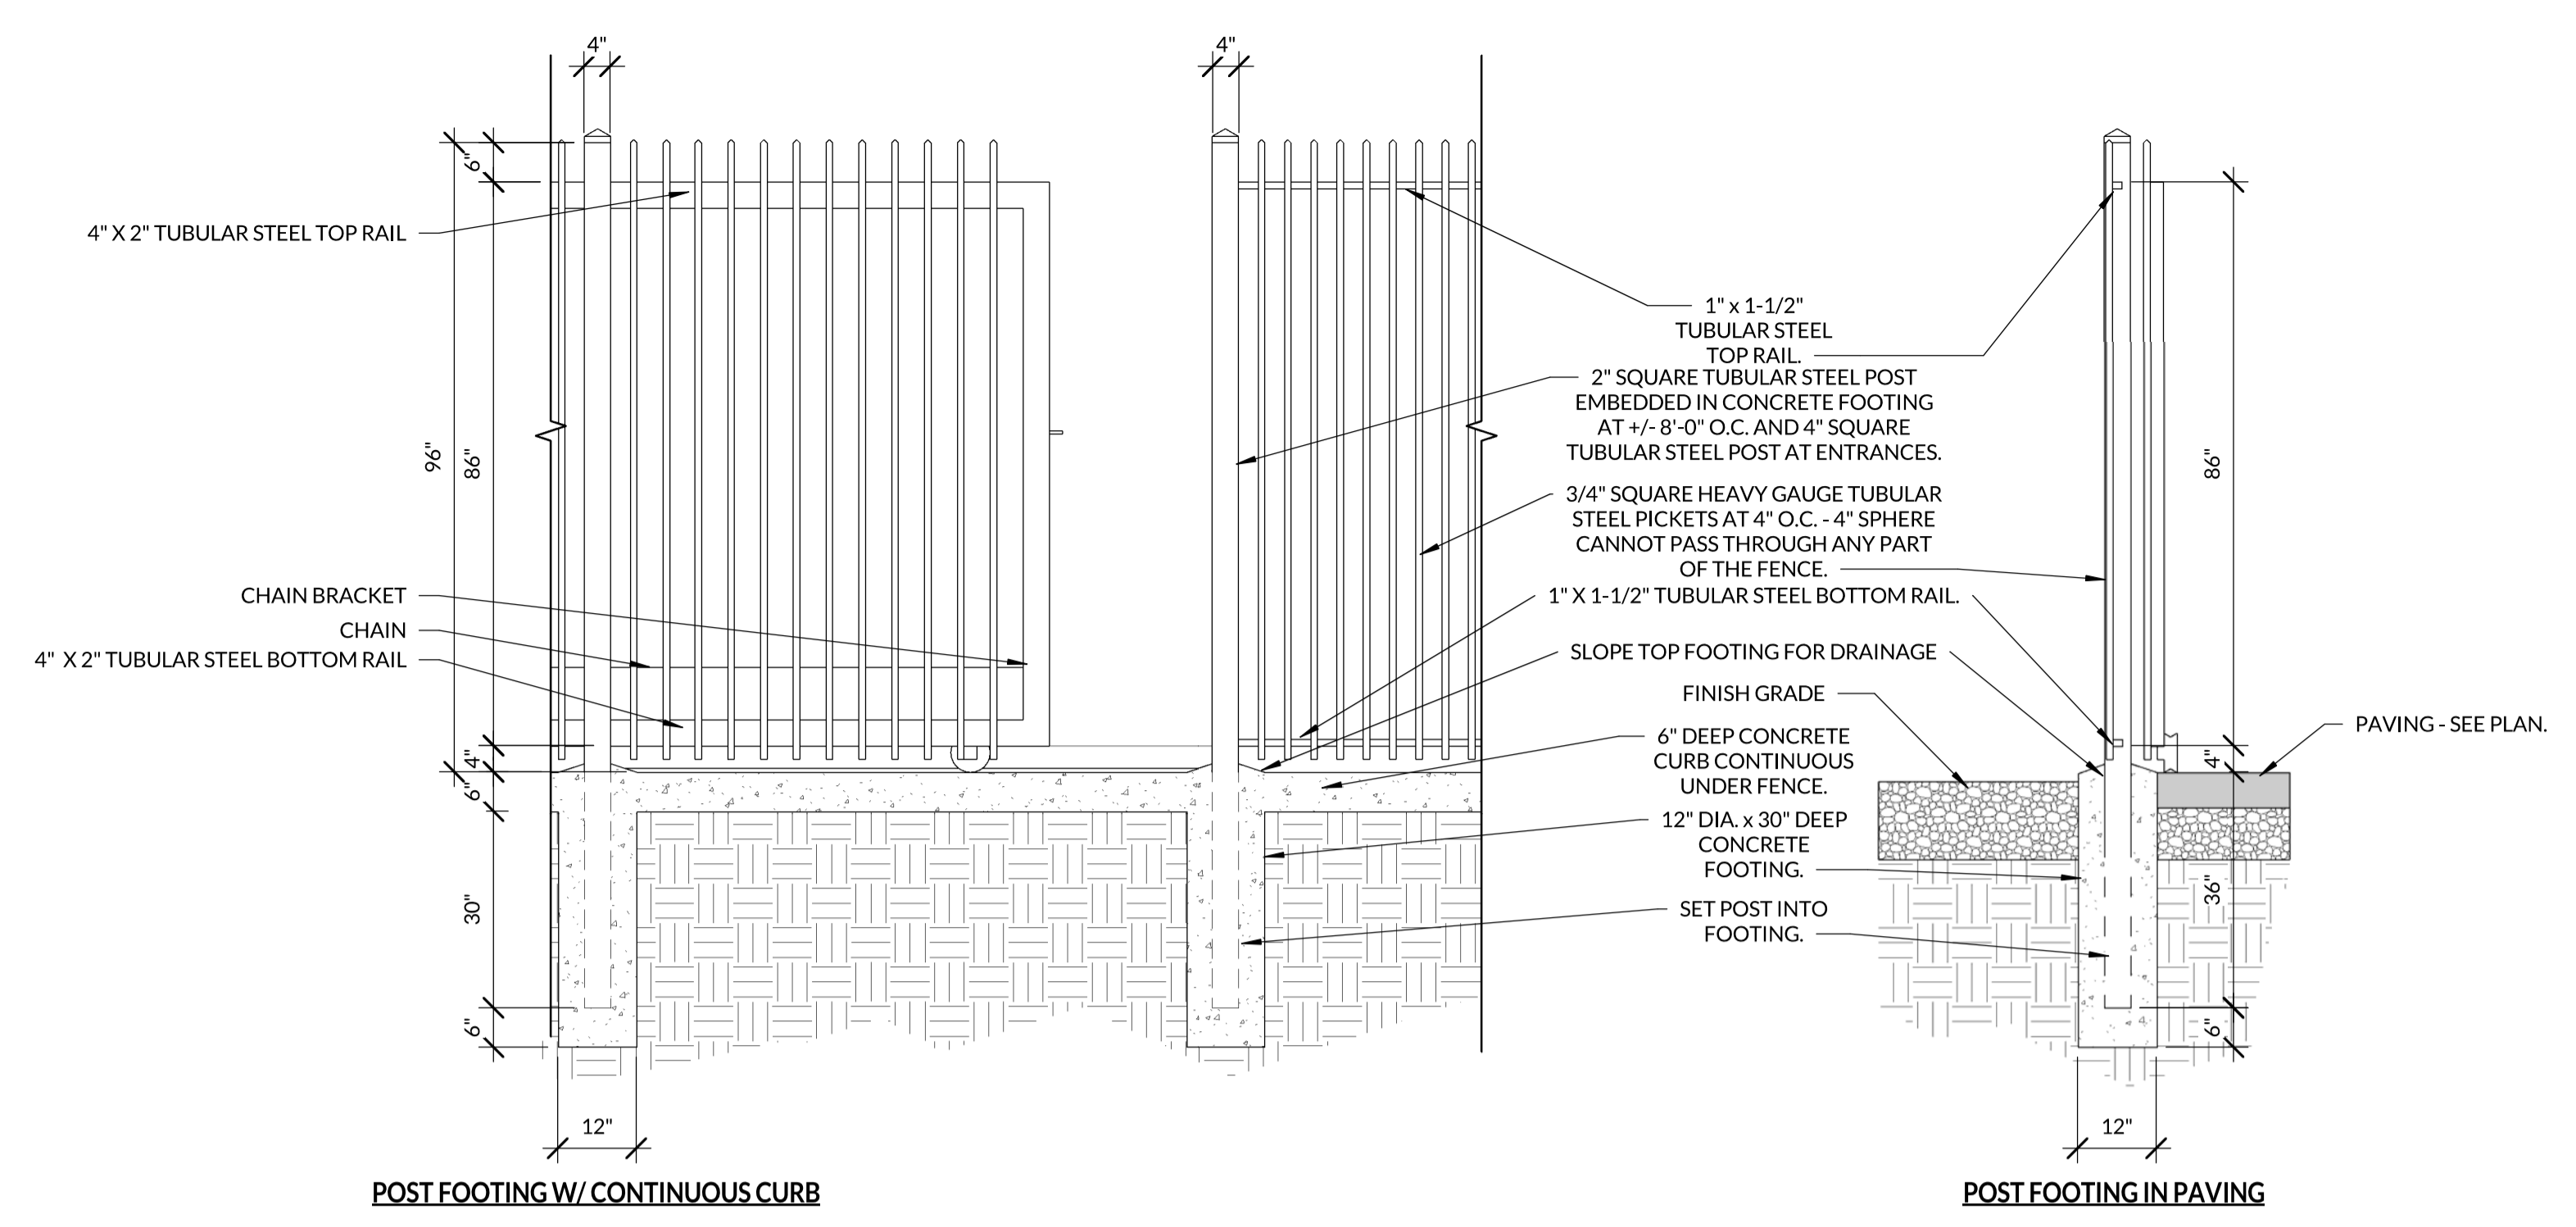 4"
4"
6"
96"
86"
4"
6"
30"
6"
12"
4" X 2" TUBULAR STEEL TOP RAIL
CHAIN BRACKET
CHAIN
4" X 2" TUBULAR STEEL BOTTOM RAIL
1" x 1-1/2"
TUBULAR STEEL
TOP RAIL.
2" SQUARE TUBULAR STEEL POST
EMBEDDED IN CONCRETE FOOTING
AT +/- 8'-0" O.C. AND 4" SQUARE
TUBULAR STEEL POST AT ENTRANCES.
3/4" SQUARE HEAVY GAUGE TUBULAR
STEEL PICKETS AT 4" O.C. - 4" SPHERE
CANNOT PASS THROUGH ANY PART
OF THE FENCE.
1" X 1-1/2" TUBULAR STEEL BOTTOM RAIL.
SLOPE TOP FOOTING FOR DRAINAGE
FINISH GRADE
6" DEEP CONCRETE
CURB CONTINUOUS
UNDER FENCE.
12" DIA. x 30" DEEP
CONCRETE
FOOTING.
SET POST INTO
FOOTING.
86"
PAVING - SEE PLAN.
4"
36"
6"
12"
POST FOOTING W/ CONTINUOUS CURB
POST FOOTING IN PAVING